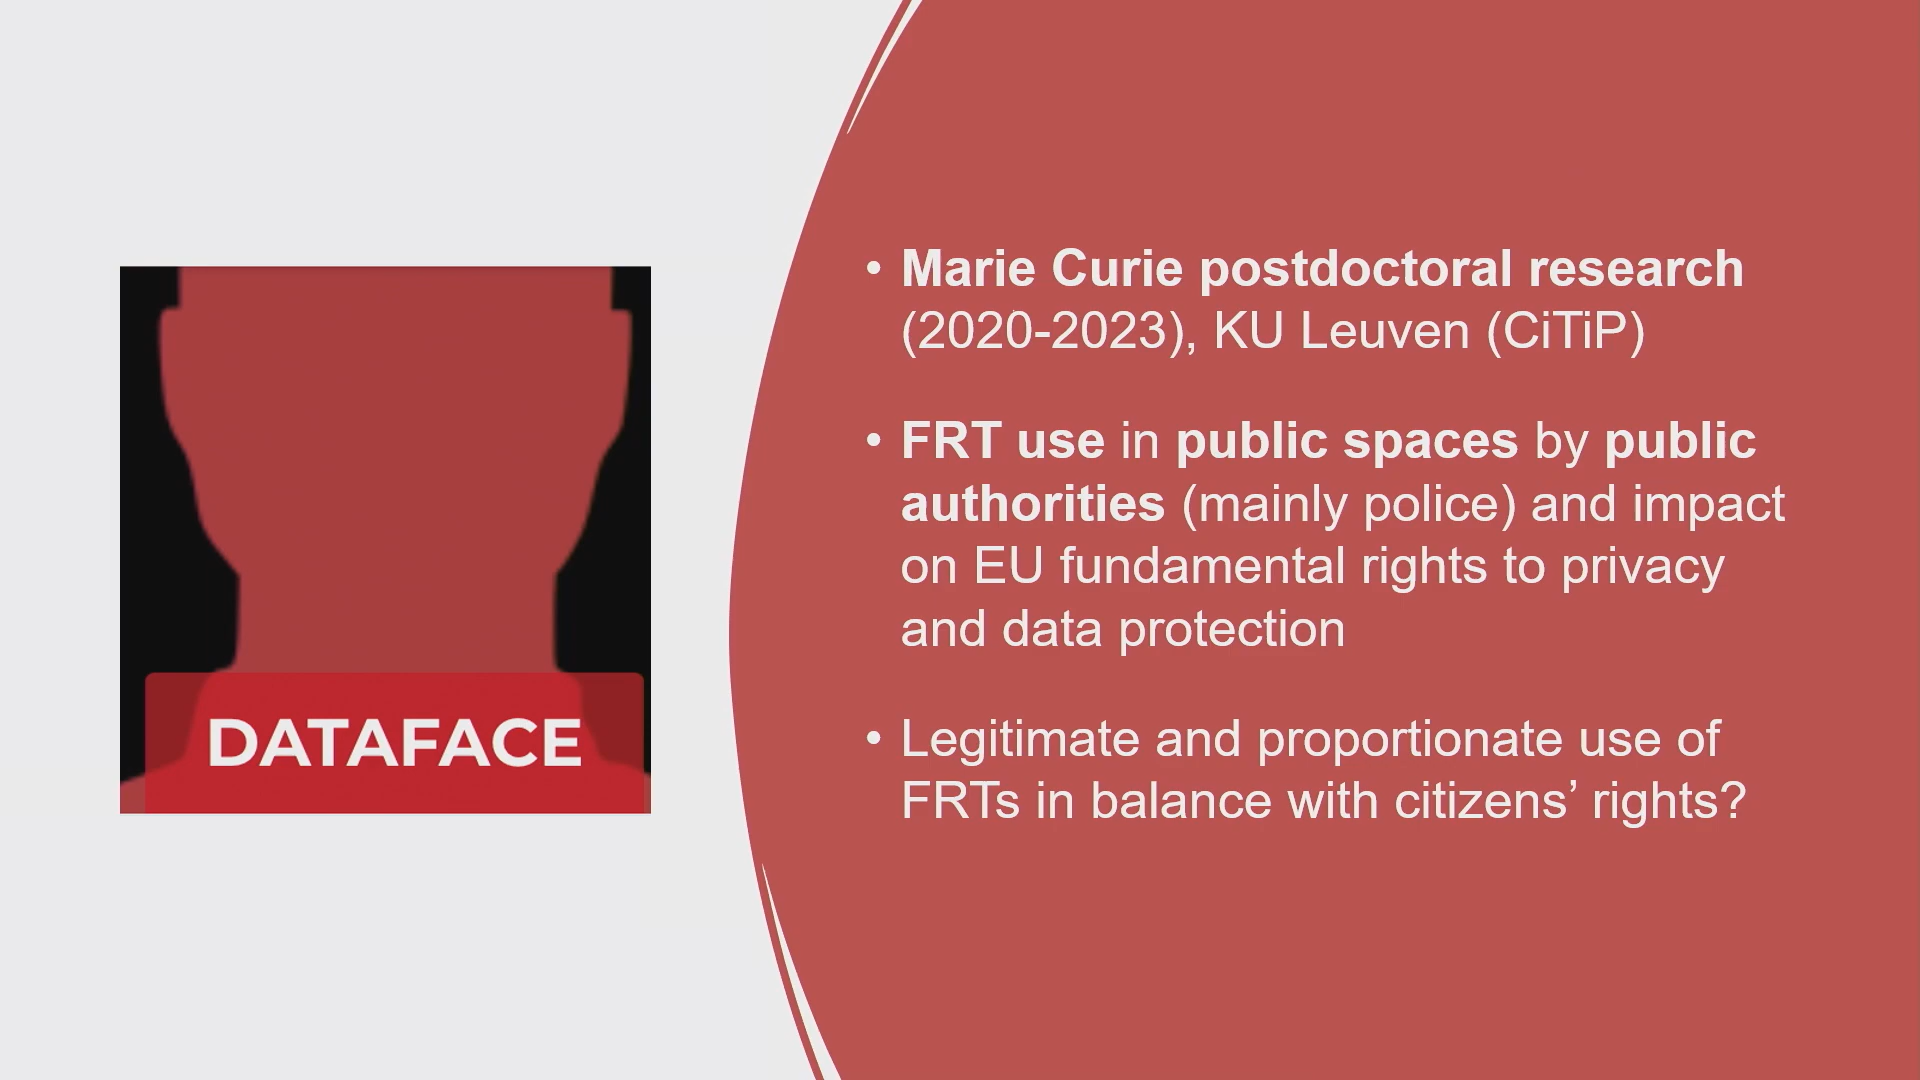 DATAFACE
• Marie Curie postdoctoral research
(2020-2023), KU Leuven (CiTiP)
• FRT use in public spaces by public
authorities (mainly police) and impact
on EU fundamental rights to privacy
and data protection
• Legitimate and proportionate use of
FRTs in balance with citizens’ rights?